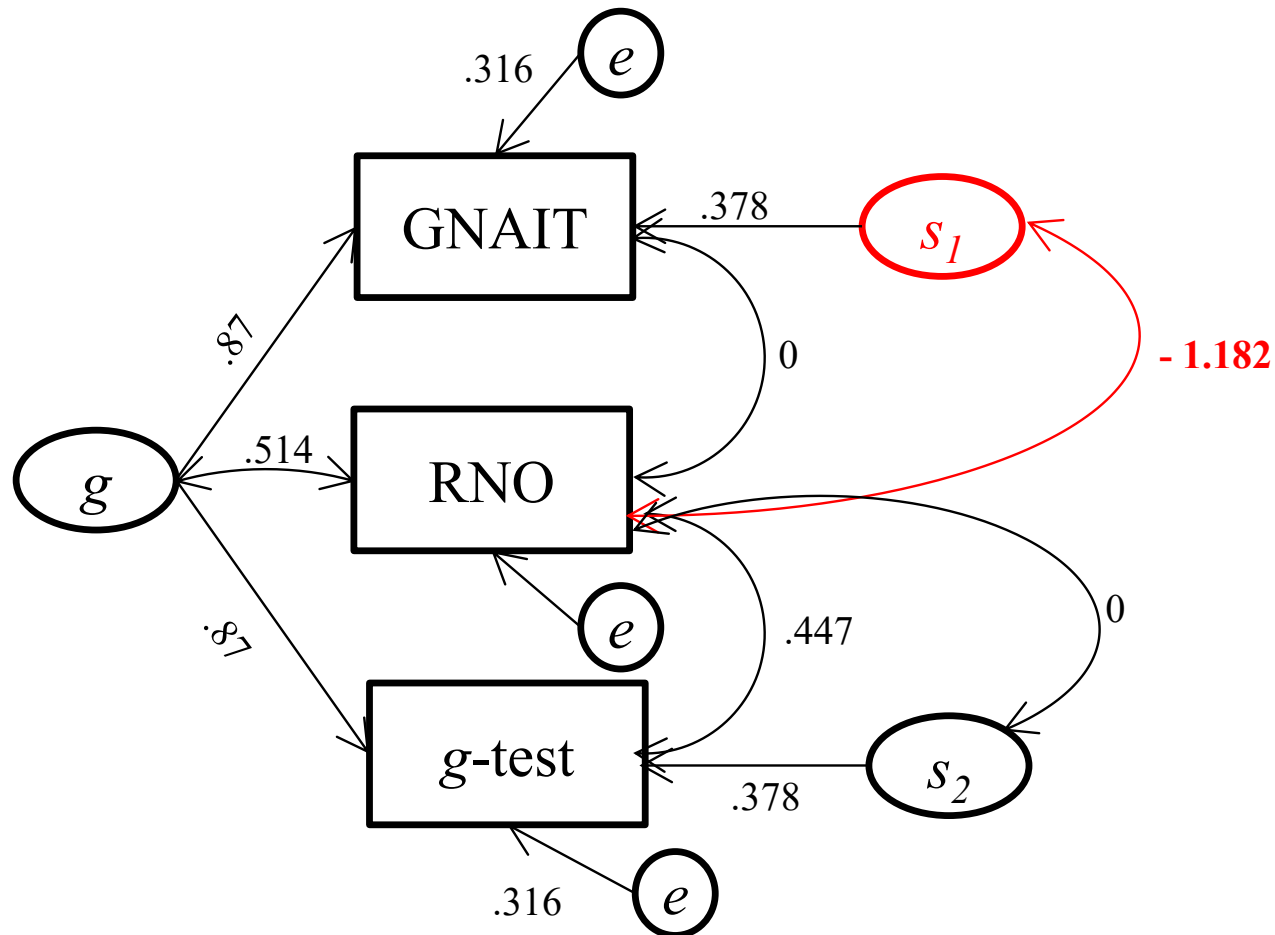 e
.316
GNAIT
.378
s1
.87
0
- 1.182
g
.514
RNO
e
.447
0
.87
g-test
.378
s2
.316
e